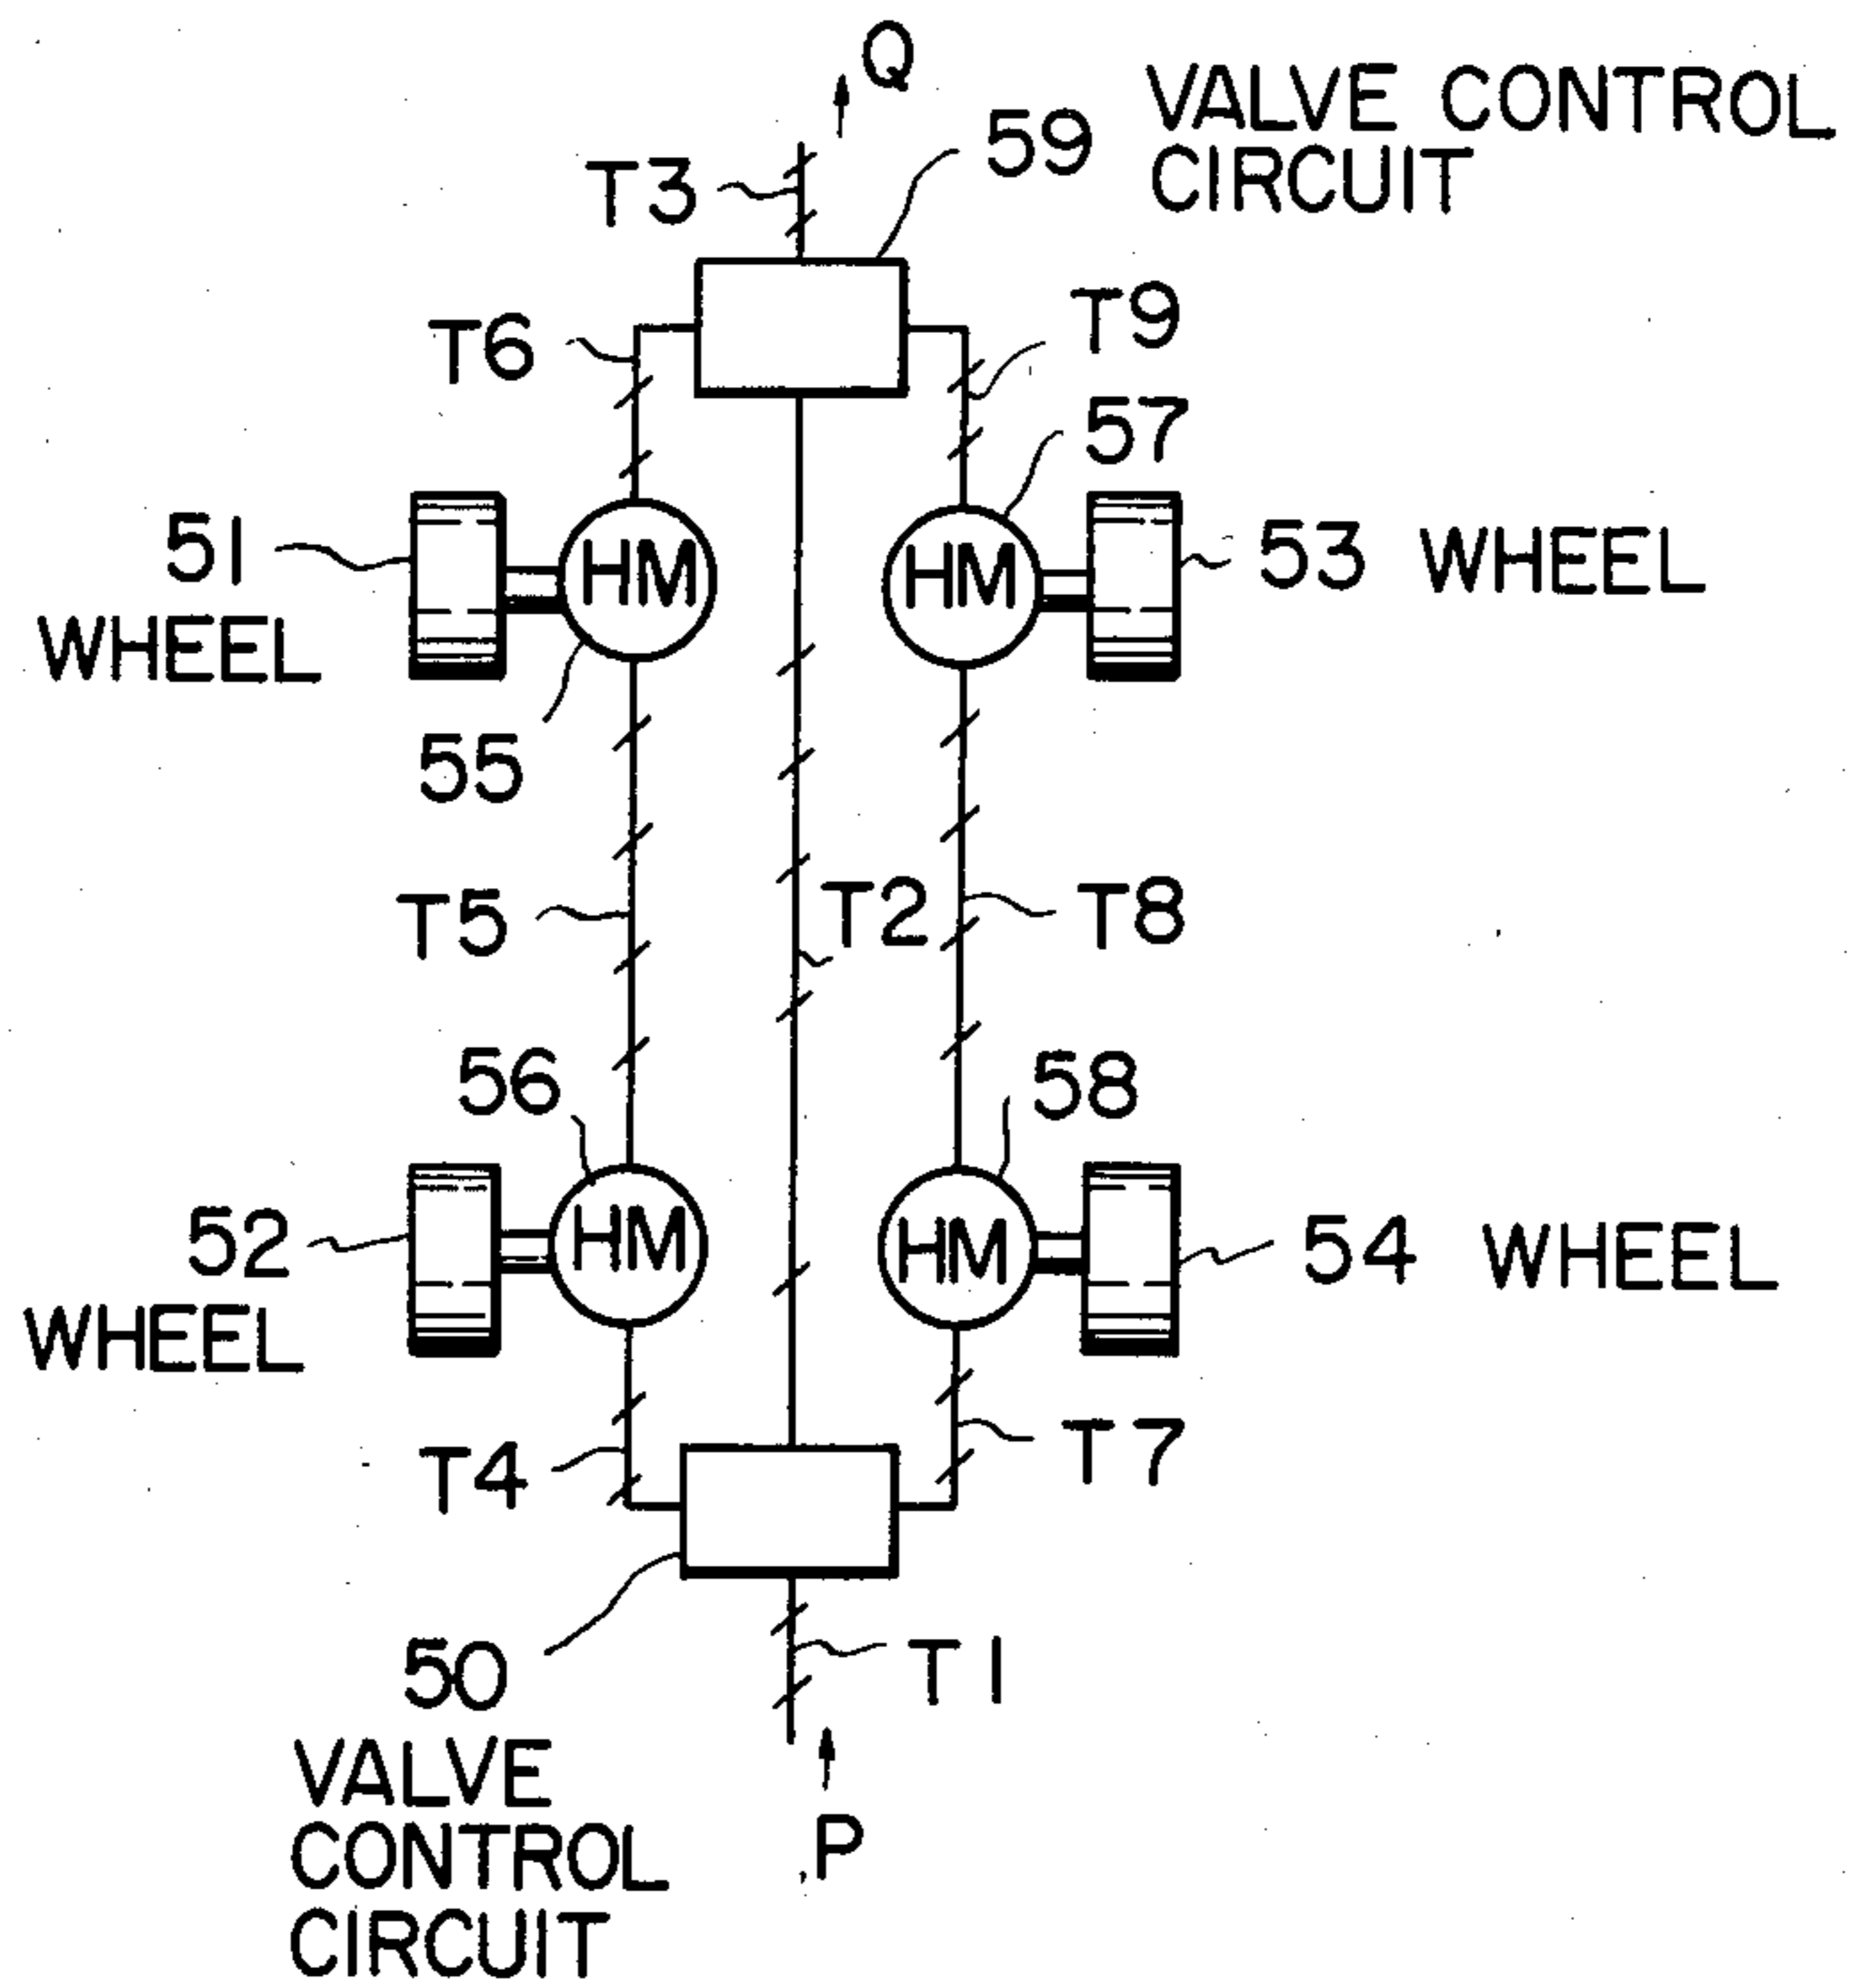 Q
VALVE CONTROL
CIRCUIT
59
T3
T9
T6
57
51
WHEEL
HM
HM
53 WHEEL
55
T5
T2
T8
56
58
52
WHEEL
HM
HM
54 WHEEL
T4
T7
50
VALVE
CONTROL
CIRCUIT
T1
P